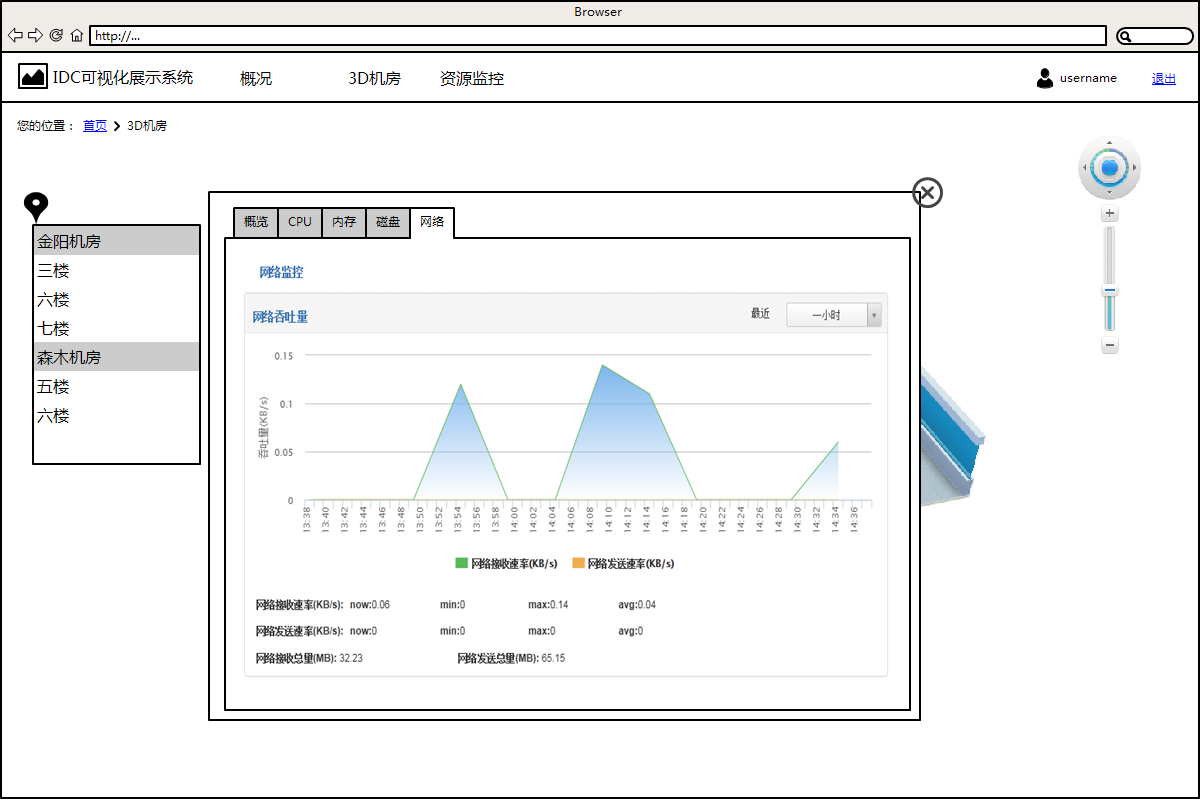 Browser
http://...
IDC可视化展示系统 概况 3D机房 资源监控 username 退出
您的位置： 首页 3D机房
金阳机房
三楼
六楼
七楼
森木机房
五楼
六楼
概览 CPU 内存 磁盘 网络
网络监控
网络吞吐量 最近 一小时
吞吐量(KB/s)
0.15
0.1
0.05
0
13:38 13:40 13:42 13:44 13:46 13:48 13:50 13:52 13:54 13:56 13:58 14:00 14:02 14:04 14:06 14:08 14:10 14:12 14:14 14:16 14:18 14:20 14:22 14:24 14:26 14:28 14:30 14:32 14:34 14:36
网络接收速率(KB/s) 网络发送速率(KB/s)
网络接收速率(KB/s): now:0.06 min:0 max:0.14 avg:0.04
网络发送速率(KB/s): now:0 min:0 max:0 avg:0
网络接收总量(MB): 32.23 网络发送总量(MB): 65.15